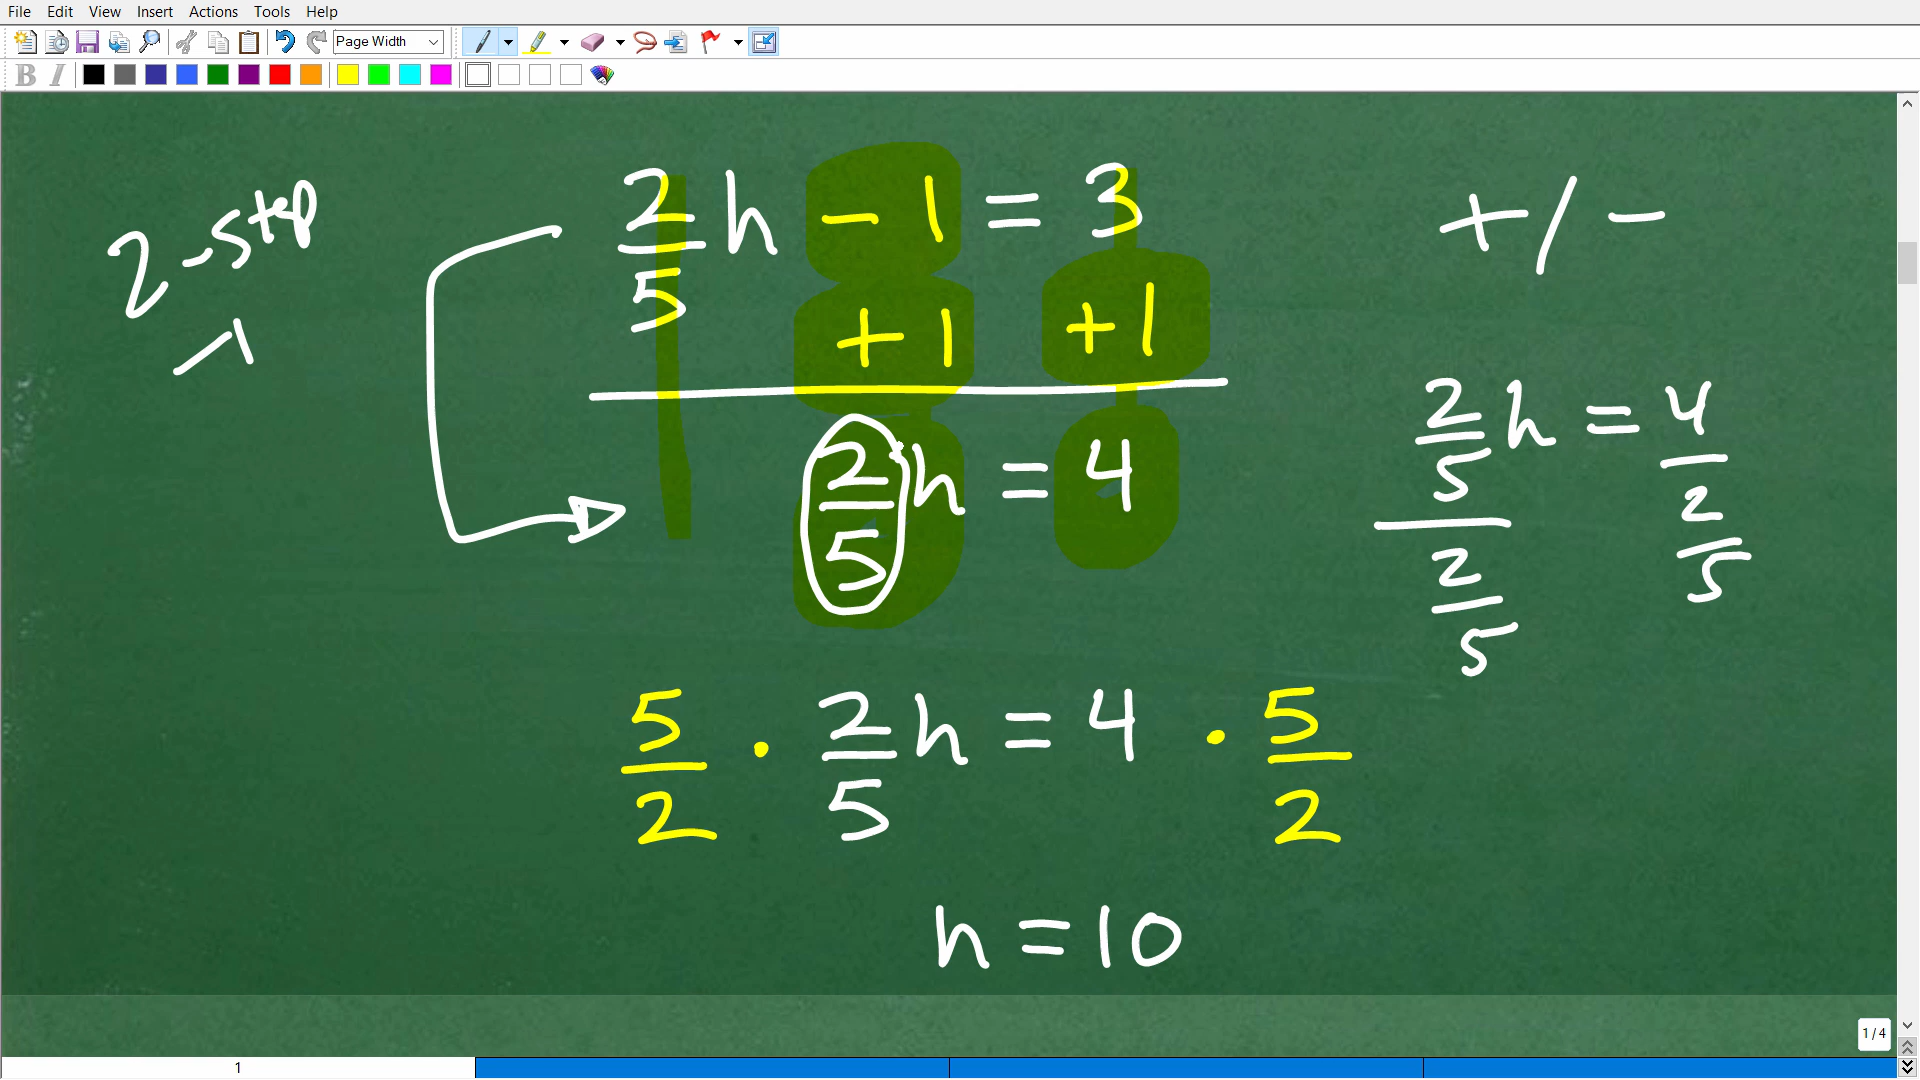 File Edit View Insert Actions Tools Help
Page Width
B I
2-step
2/5 h - 1 = 3
+ 1 +1
2/5 h = 4
+/-
2/5 h = 4
2/5 2/5
5/2 · 2/5 h = 4 · 5/2
h = 10
1 / 4
1